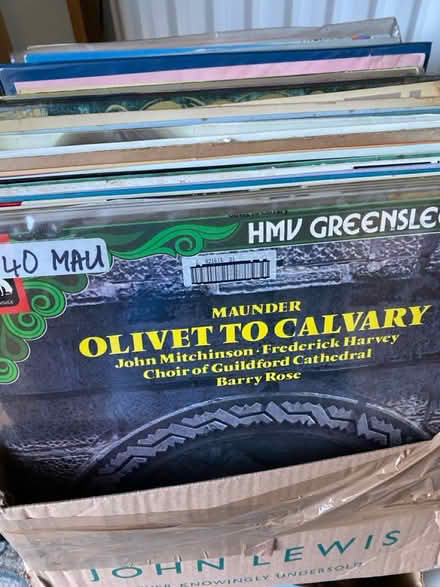 HMV GREENSLE
40 MAU
MAUNDER
OLIVET TO CALVARY
John Mitchinson · Frederick Harvey
Choir of Guildford Cathedral
Barry Rose
JOHN LEWIS
KNOWINGLY UNDERSOLD